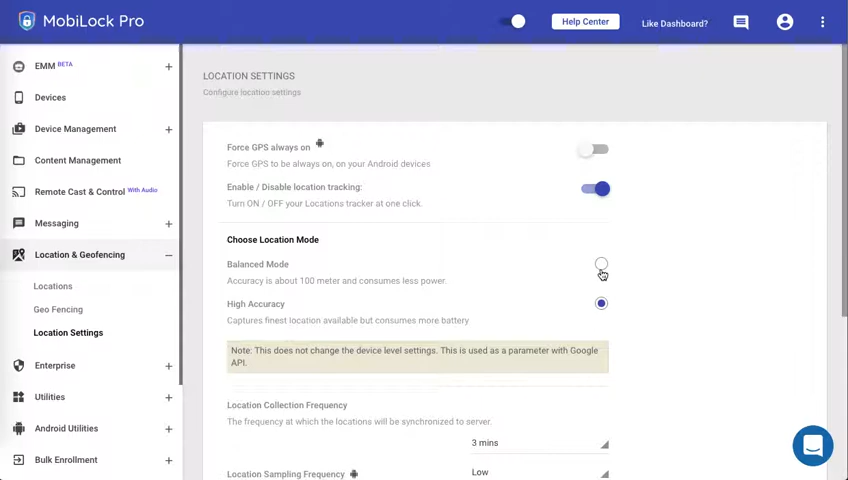 MobiLock Pro
Help Center
Like Dashboard?
EMM BETA
Devices
Device Management
Content Management
Remote Cast & Control With Audio
Messaging
Location & Geofencing
Locations
Geo Fencing
Location Settings
Enterprise
Utilities
Android Utilities
Bulk Enrollment
LOCATION SETTINGS
Configure location settings
Force GPS always on
Force GPS to be always on, on your Android devices
Enable / Disable location tracking:
Turn ON / OFF your Locations tracker at one click.
Choose Location Mode
Balanced Mode
Accuracy is about 100 meter and consumes less power.
High Accuracy
Captures finest location available but consumes more battery
Note: This does not change the device level settings. This is used as a parameter with Google
API.
Location Collection Frequency
The frequency at which the locations will be synchronized to server.
3 mins
Location Sampling Frequency
Low